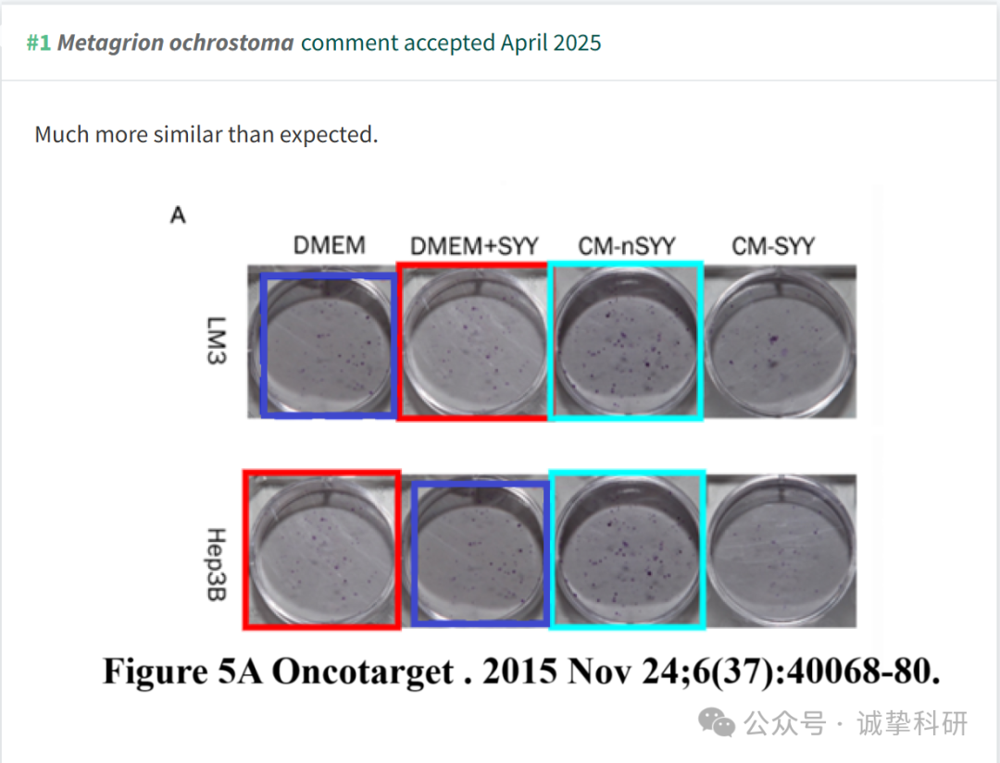 #1 Metagrion ochrostoma comment accepted April 2025
Much more similar than expected.
A
DMEM DMEM+SYY CM-nSYY CM-SYY
LM3
Hep3B
Figure 5A Oncotarget . 2015 Nov 24;6(37):40068-80.
公众号 · 诚挚科研